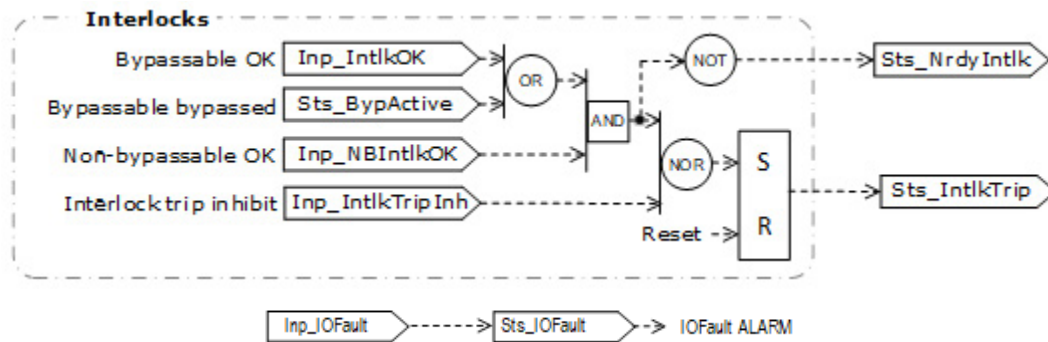 Interlocks
Bypassable OK Inp_IntlkOK OR NOT Sts_NrdyIntlk
Bypassable bypassed Sts_BypActive AND
Non-bypassable OK Inp_NBIntlkOK NOR S
Interlock trip inhibit Inp_IntlkTripInh Sts_IntlkTrip
Reset R
Inp_IOFault Sts_IOFault IOFault ALARM